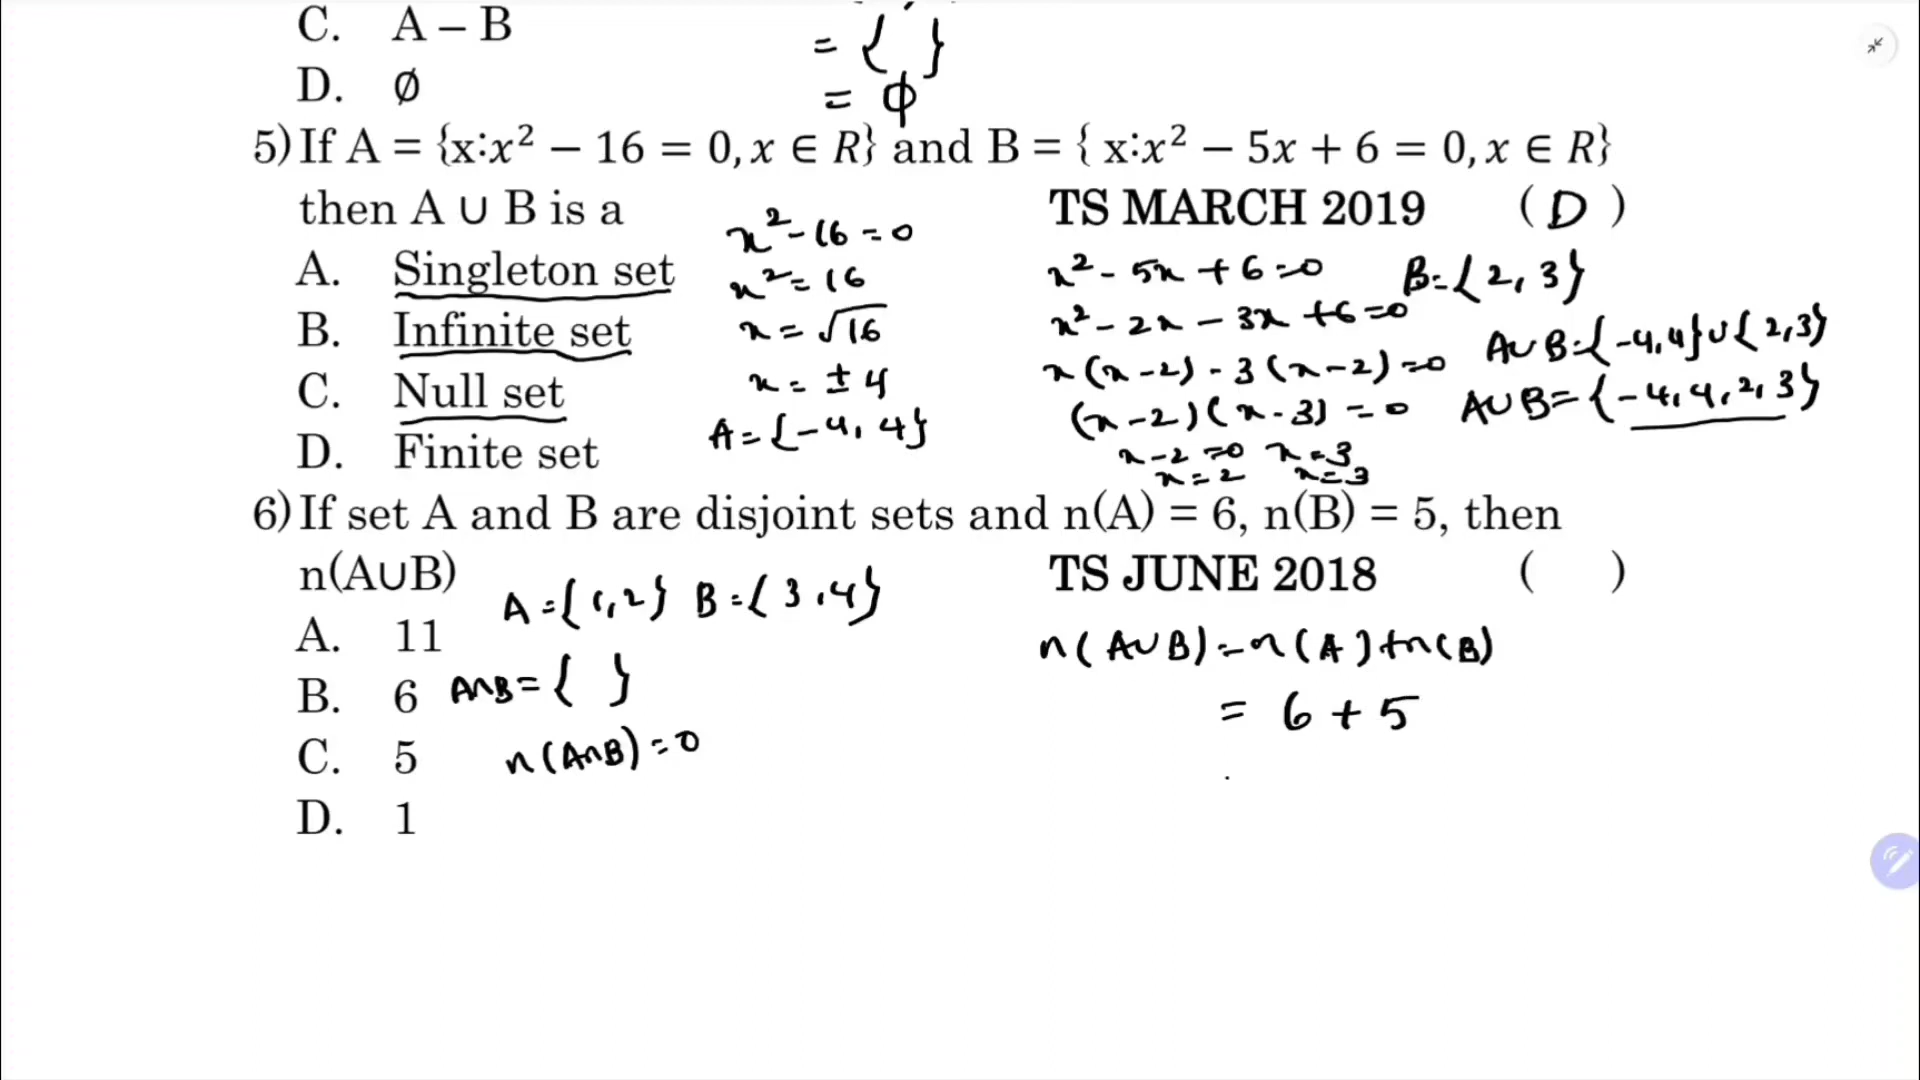 C. A – B
= { }
D. ∅
= ϕ
5) If A = {x:x² − 16 = 0, x ∈ R} and B = { x:x² − 5x + 6 = 0, x ∈ R}
then A ∪ B is a
TS MARCH 2019 ( D )
A. Singleton set
B. Infinite set
C. Null set
D. Finite set
x² - 16 = 0
x² = 16
x = √16
x = ± 4
A = {-4, 4}
x² - 5x + 6 = 0
x² - 2x - 3x + 6 = 0
x(x-2) - 3(x-2) = 0
(x-2)(x-3) = 0
x-2 = 0 x = 3
x = 2 x = 3
B = {2, 3}
A∪B = {-4, 4} ∪ {2, 3}
A∪B = {-4, 4, 2, 3}
6) If set A and B are disjoint sets and n(A) = 6, n(B) = 5, then
n(A∪B)
TS JUNE 2018 ( )
A. 11
B. 6
C. 5
D. 1
A = {1, 2} B = {3, 4}
A∩B = { }
n(A∩B) = 0
n(A∪B) = n(A) + n(B)
= 6 + 5